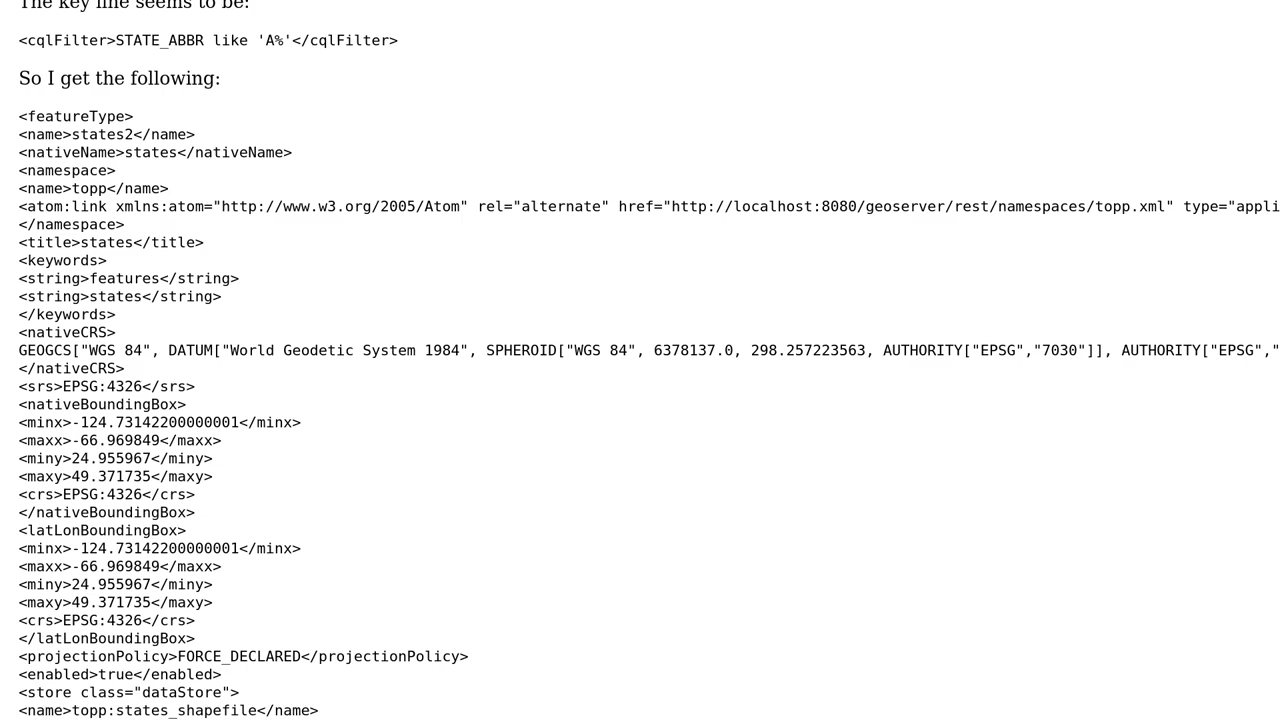 The key line seems to be:
<cqlFilter>STATE_ABBR like 'A%'</cqlFilter>
So I get the following:
<featureType>
<name>states2</name>
<nativeName>states</nativeName>
<namespace>
<name>topp</name>
<atom:link xmlns:atom="http://www.w3.org/2005/Atom" rel="alternate" href="http://localhost:8080/geoserver/rest/namespaces/topp.xml" type="appli
</namespace>
<title>states</title>
<keywords>
<string>features</string>
<string>states</string>
</keywords>
<nativeCRS>
GEOGCS["WGS 84", DATUM["World Geodetic System 1984", SPHEROID["WGS 84", 6378137.0, 298.257223563, AUTHORITY["EPSG","7030"]], AUTHORITY["EPSG","
</nativeCRS>
<srs>EPSG:4326</srs>
<nativeBoundingBox>
<minx>-124.73142200000001</minx>
<maxx>-66.969849</maxx>
<miny>24.955967</miny>
<maxy>49.371735</maxy>
<crs>EPSG:4326</crs>
</nativeBoundingBox>
<latLonBoundingBox>
<minx>-124.73142200000001</minx>
<maxx>-66.969849</maxx>
<miny>24.955967</miny>
<maxy>49.371735</maxy>
<crs>EPSG:4326</crs>
</latLonBoundingBox>
<projectionPolicy>FORCE_DECLARED</projectionPolicy>
<enabled>true</enabled>
<store class="dataStore">
<name>topp:states_shapefile</name>